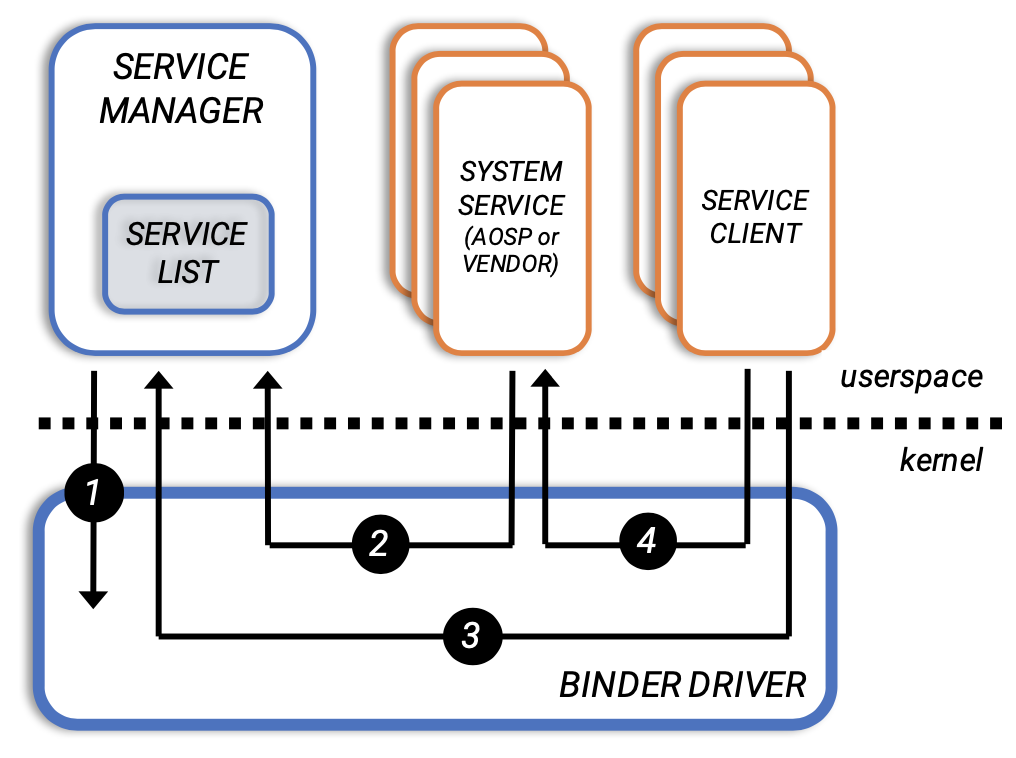 SERVICE
MANAGER
SERVICE
LIST
SYSTEM
SERVICE
(AOSP or
VENDOR)
SERVICE
CLIENT
userspace
kernel
1
2
4
3
BINDER DRIVER